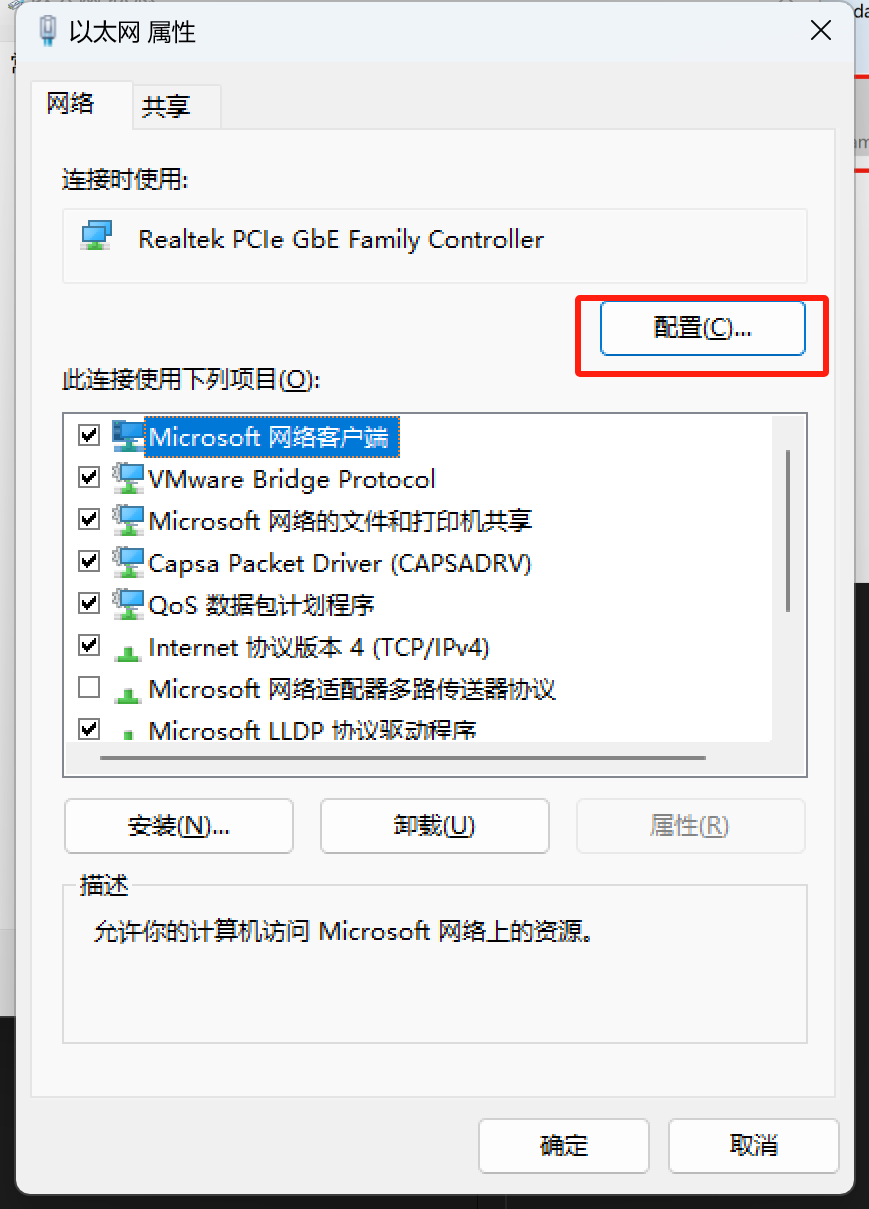 以太网 属性
网络
共享
连接时使用:
Realtek PCIe GbE Family Controller
配置(C)...
此连接使用下列项目(O):
Microsoft 网络客户端
VMware Bridge Protocol
Microsoft 网络的文件和打印机共享
Capsa Packet Driver (CAPSADRV)
QoS 数据包计划程序
Internet 协议版本 4 (TCP/IPv4)
Microsoft 网络适配器多路传送器协议
Microsoft LLDP 协议驱动程序
安装(N)...
卸载(U)
属性(R)
描述
允许你的计算机访问 Microsoft 网络上的资源。
确定
取消